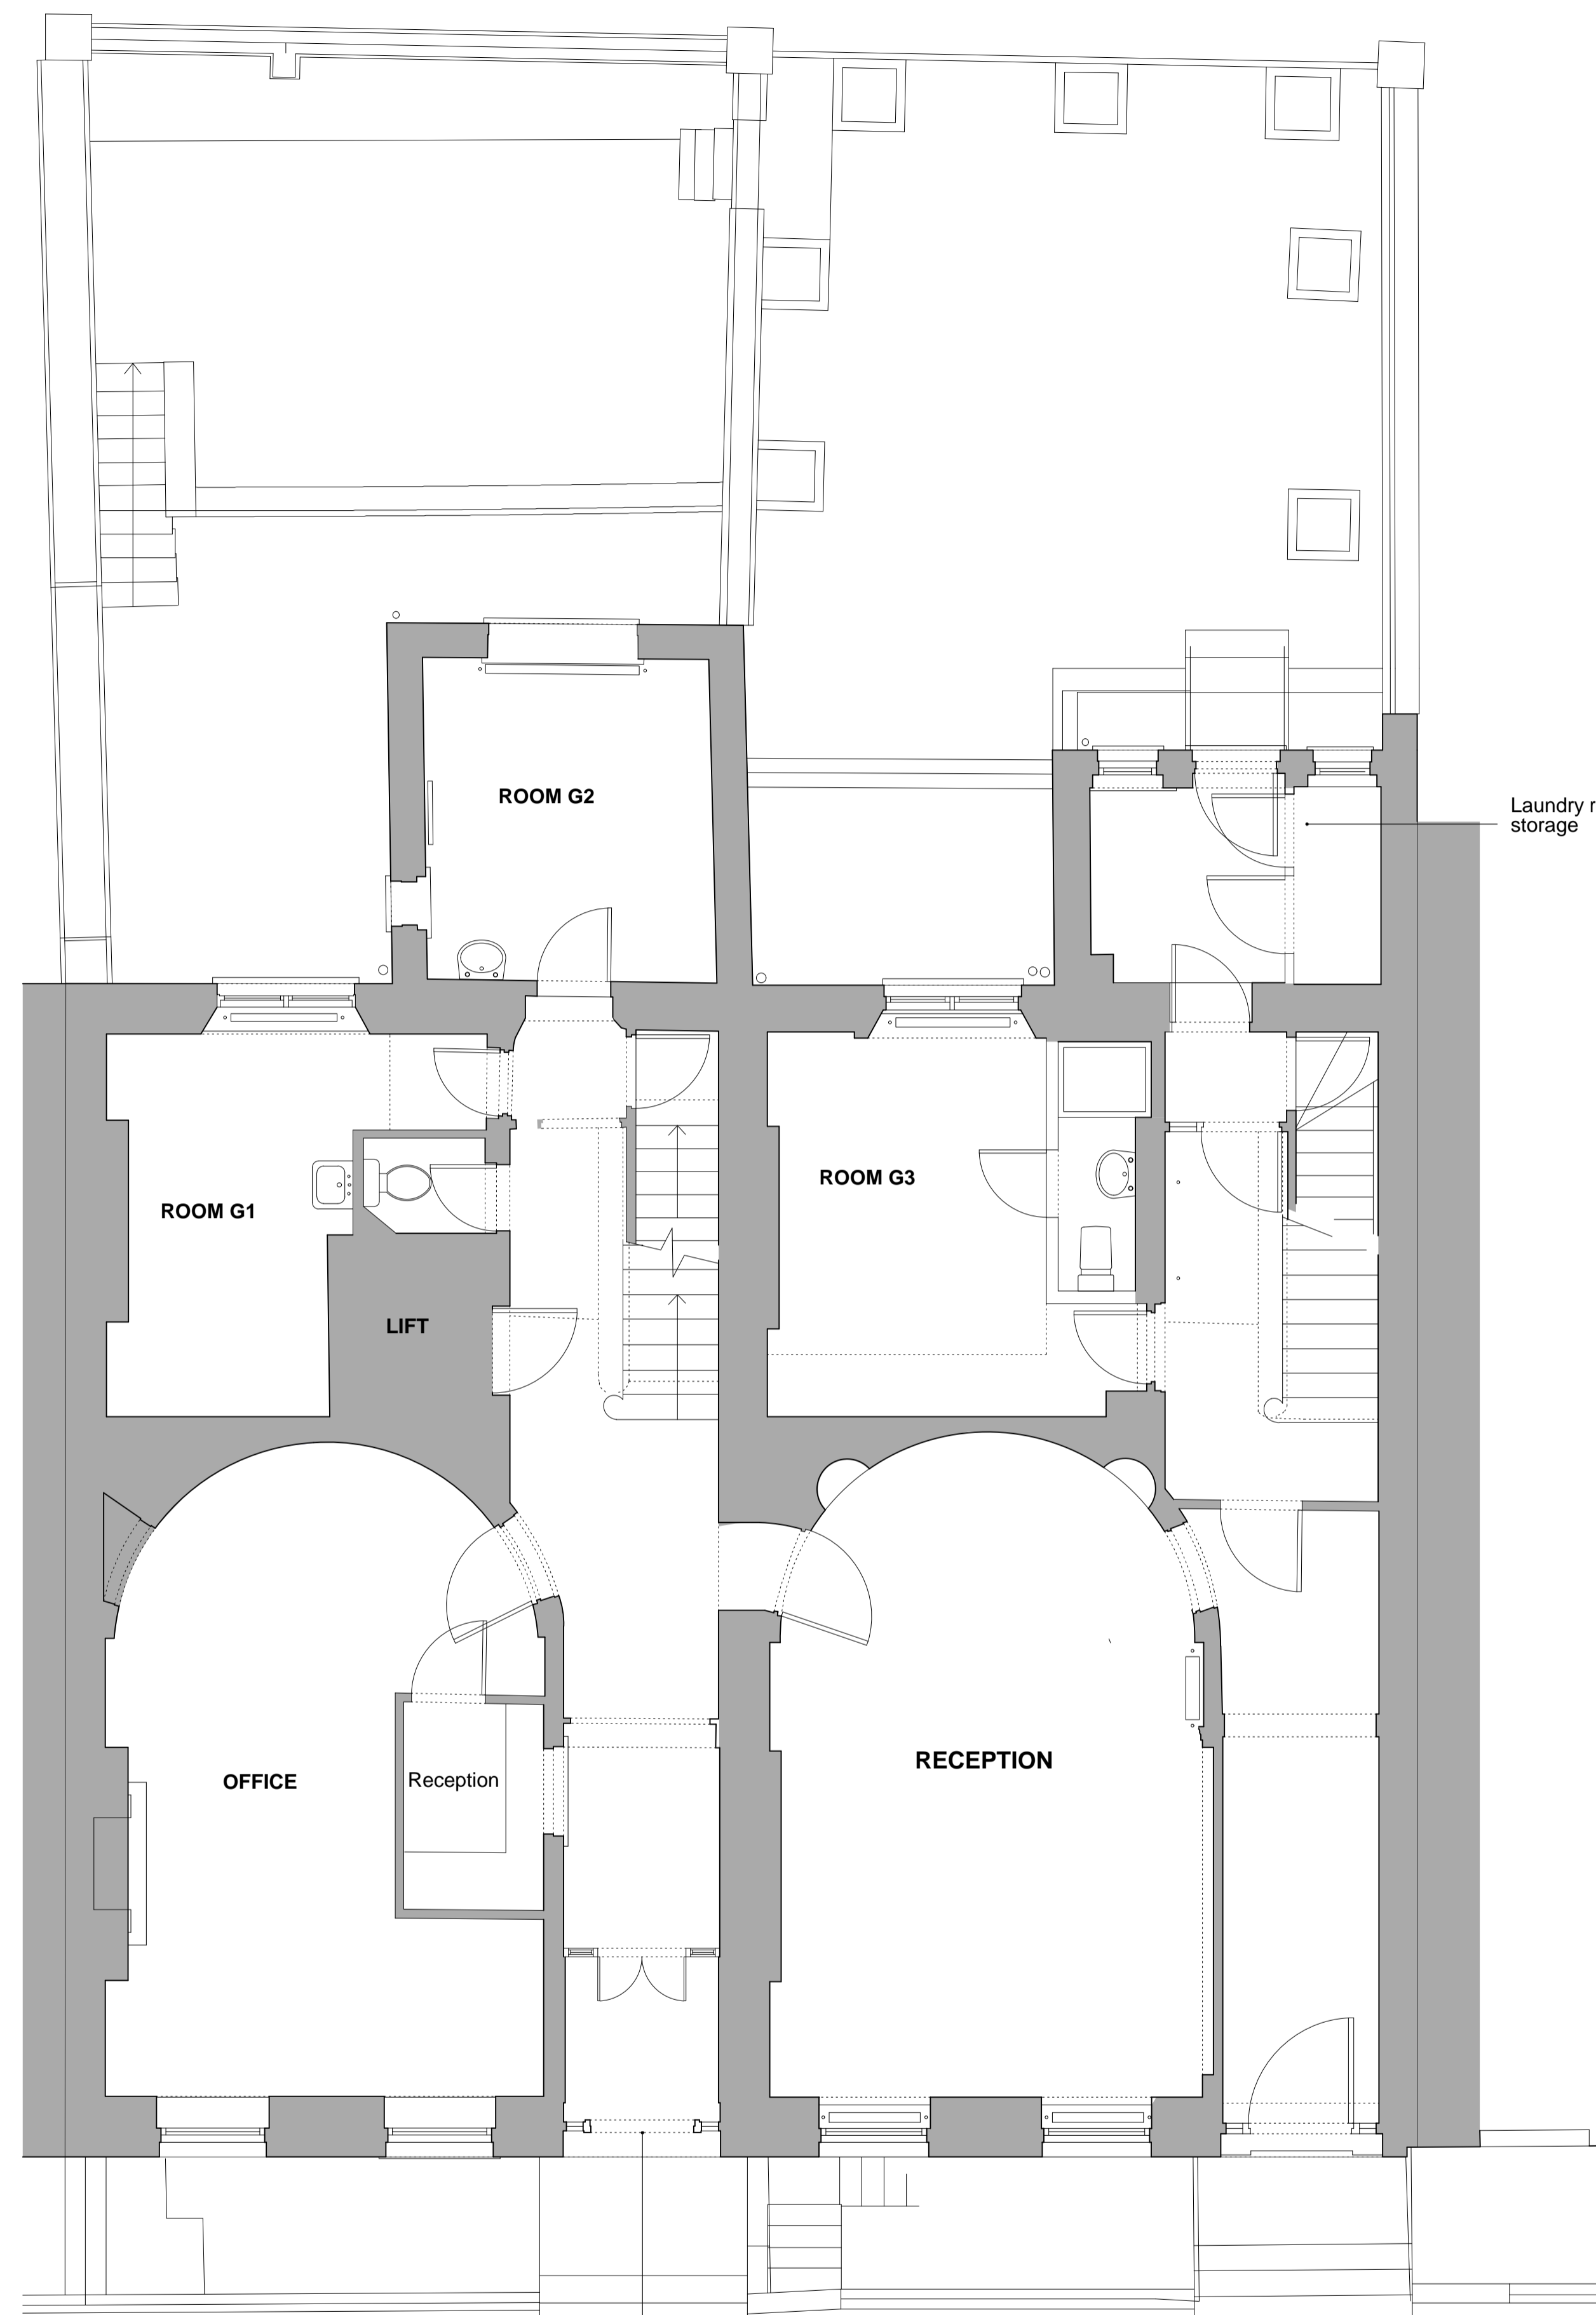 ROOM G2
Laundry
storage
ROOM G3
ROOM G1
LIFT
RECEPTION
OFFICE
Reception